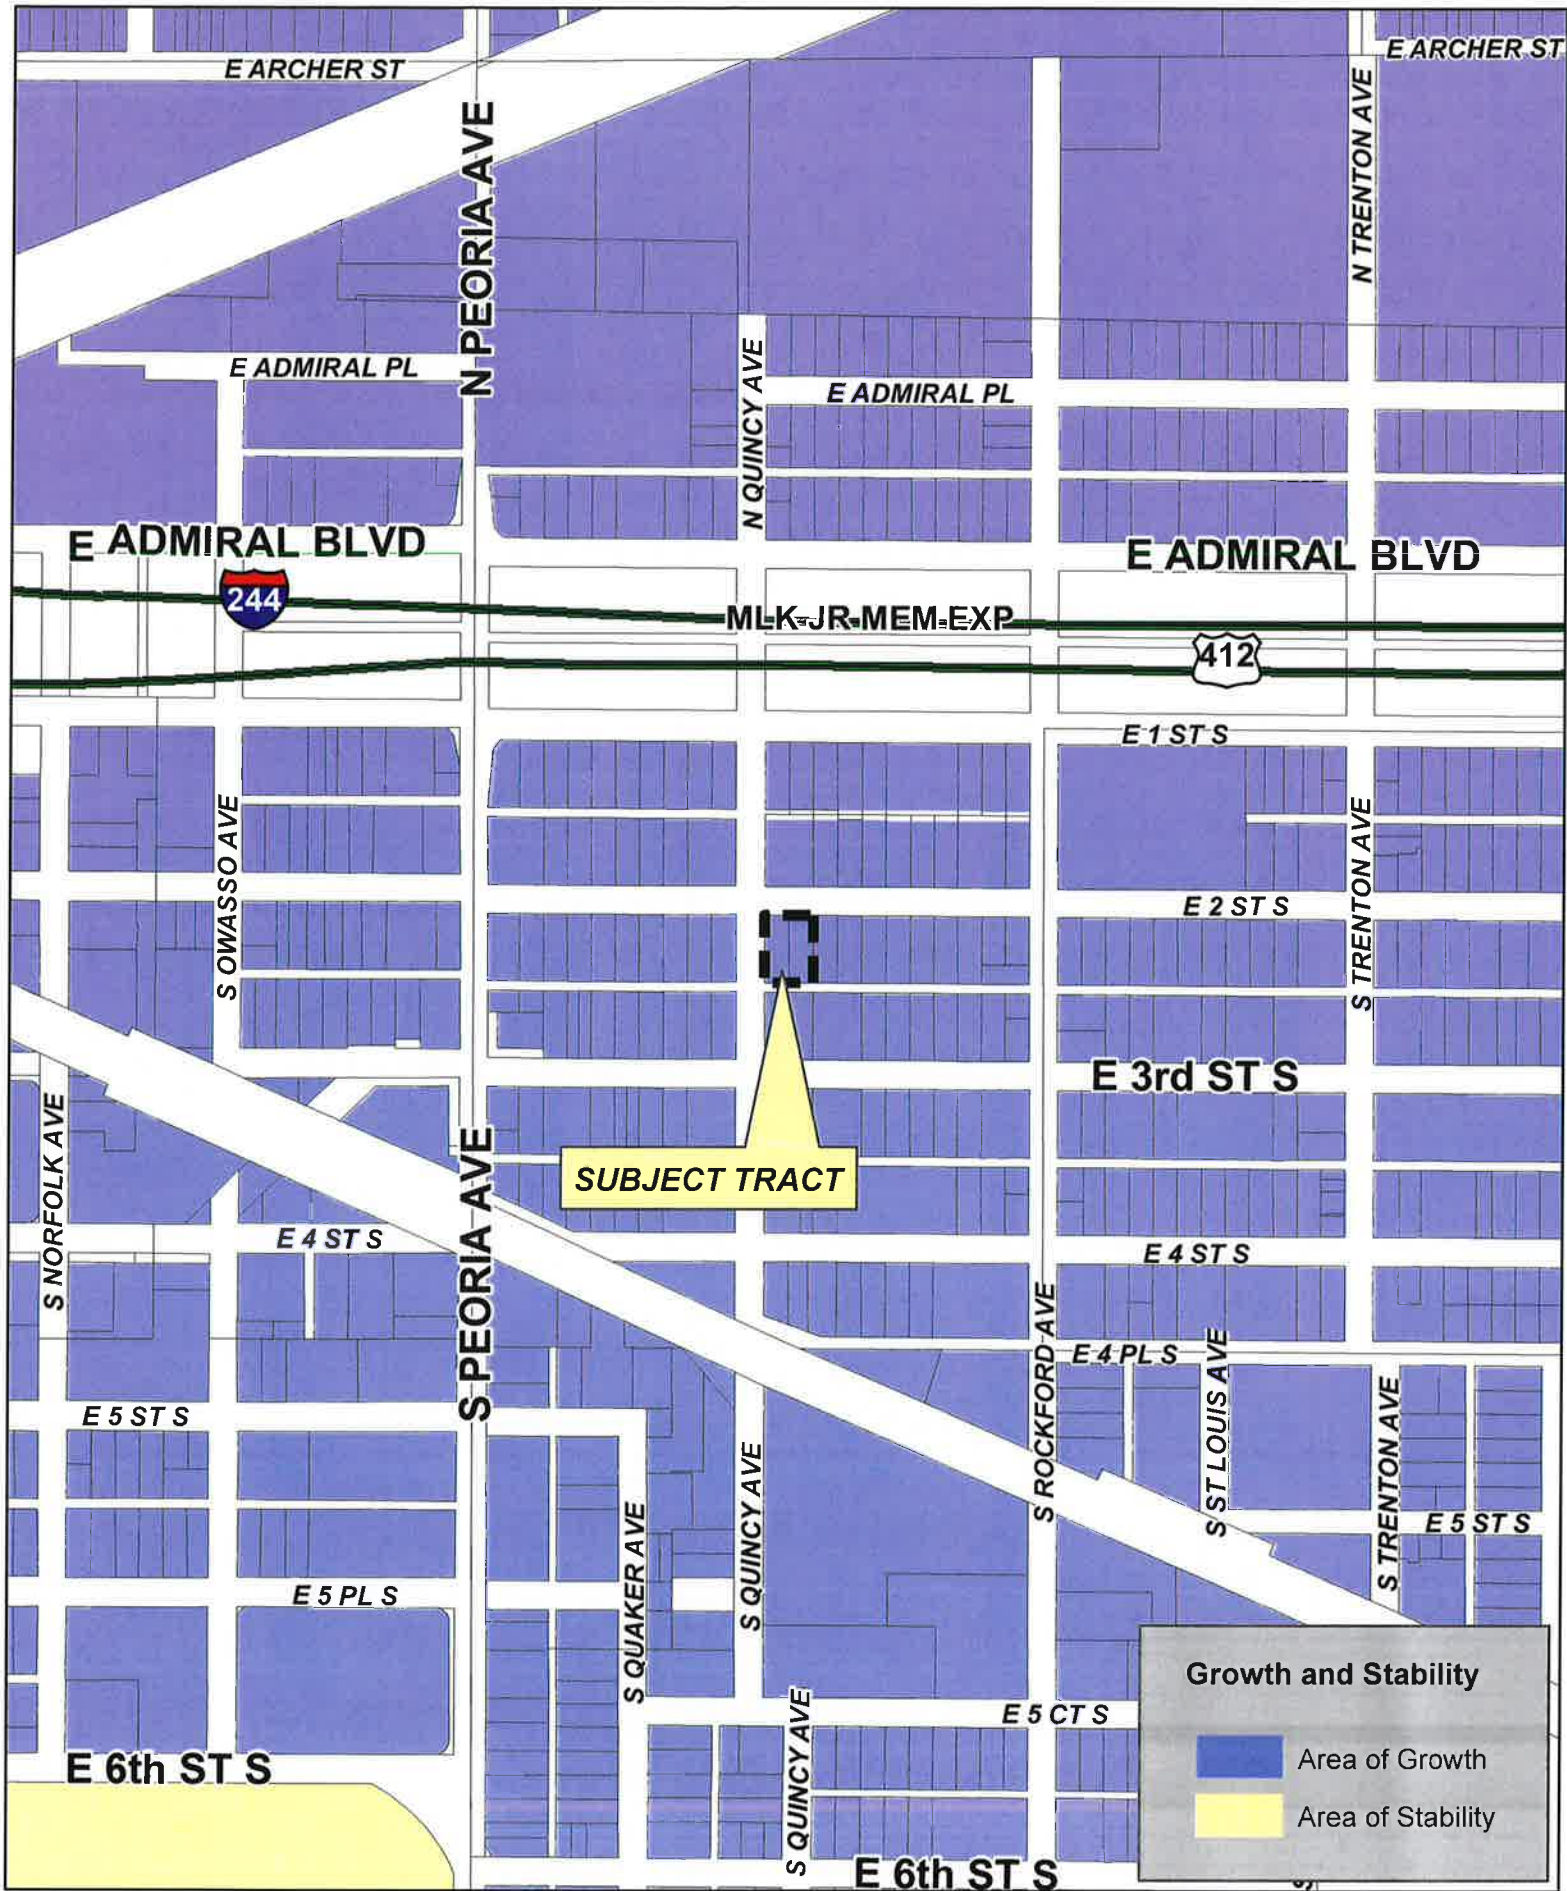 E ARCHER ST
E ARCHER ST
N PEORIA AVE
N TRENTON AVE
E ADMIRAL PL
N QUINCY AVE
E ADMIRAL PL
E ADMIRAL BLVD
E ADMIRAL BLVD
244
MLK JR MEM EXP
412
E 1 ST S
S OWASSO AVE
S TRENTON AVE
E 2 ST S
E 3rd ST S
S NORFOLK AVE
S PEORIA AVE
SUBJECT TRACT
E 4 ST S
E 4 ST S
S ROCKFORD AVE
E 4 PL S
S ST LOUIS AVE
S TRENTON AVE
E 5 ST S
S QUINCY AVE
S QUAKER AVE
E 5 ST S
E 5 PL S
Growth and Stability
S QUINCY AVE
E 5 CT S
E 6th ST S
Area of Growth
Area of Stability
E 6th ST S